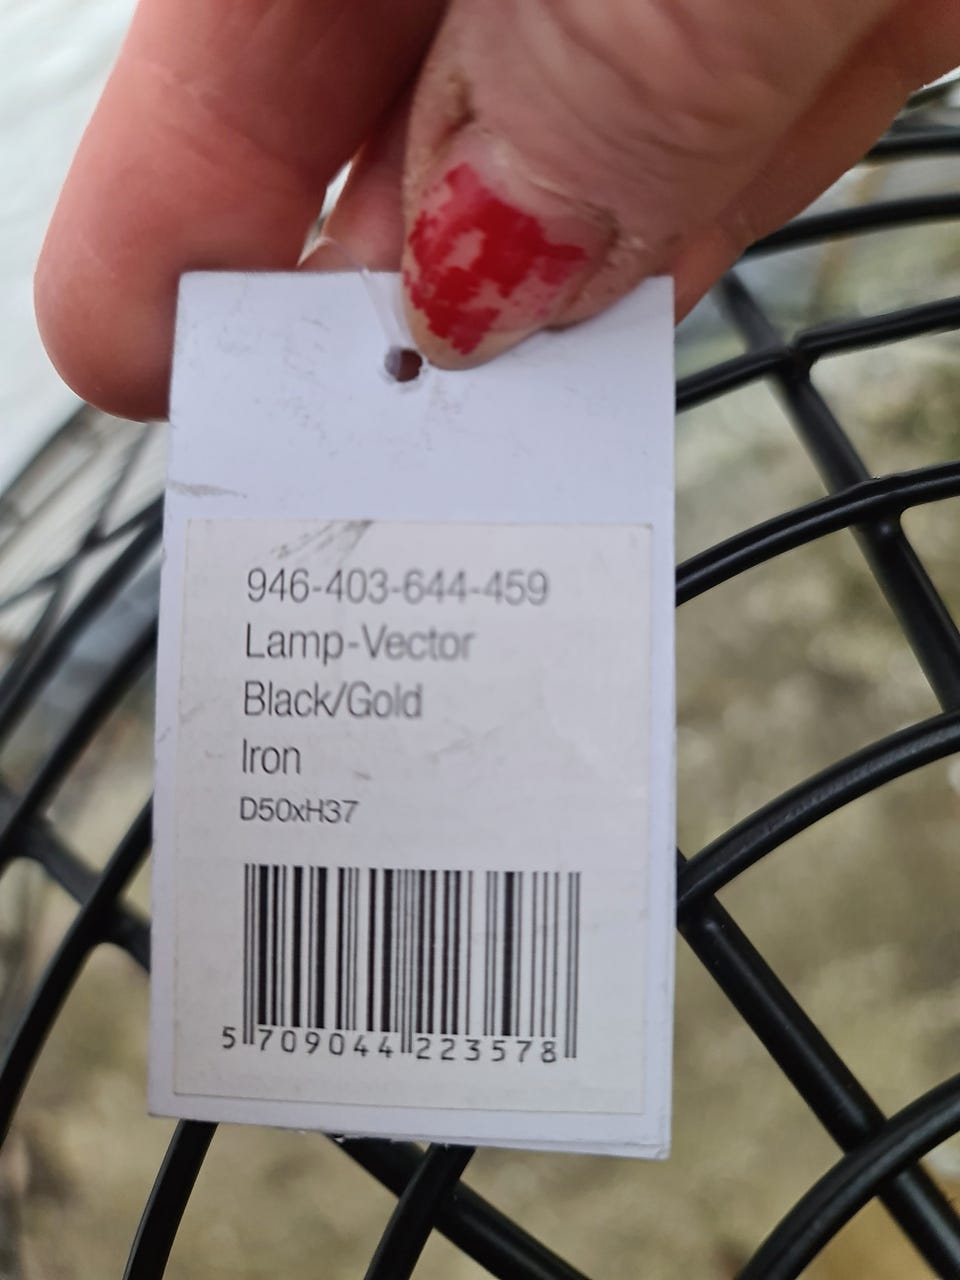 946-403-644-459
Lamp-Vector
Black/Gold
Iron
D50xH37
5 709044 223578